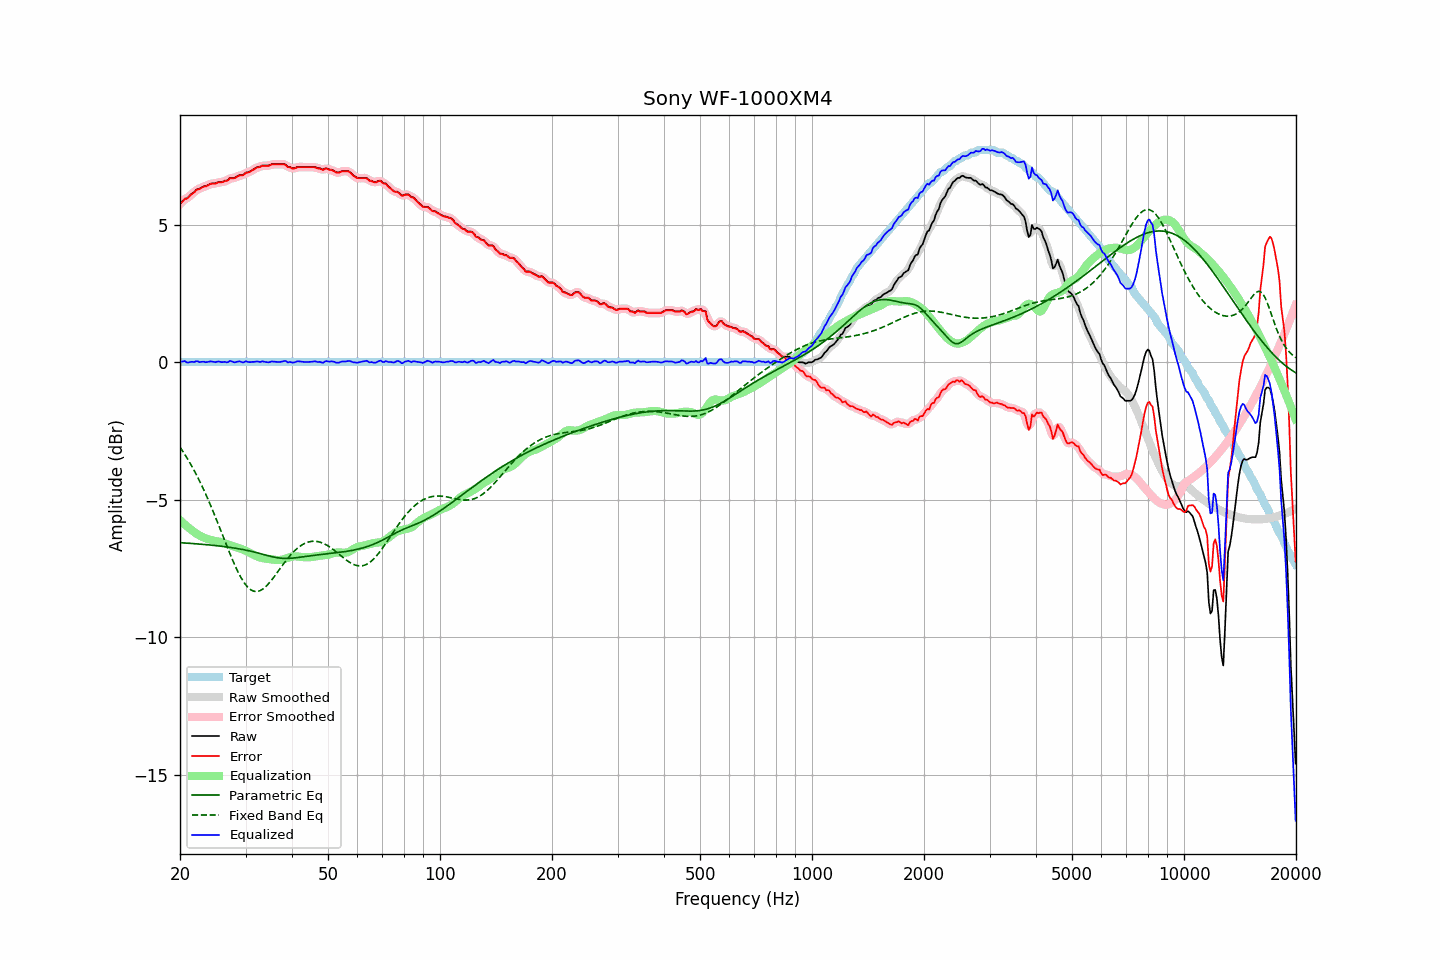 Sony WF-1000XM4
Amplitude (dBr)
5
0
−5
−10
−15
Target
Raw Smoothed
Error Smoothed
Raw
Error
Equalization
Parametric Eq
Fixed Band Eq
Equalized
20
50
100
200
500
1000
2000
5000
10000
20000
Frequency (Hz)